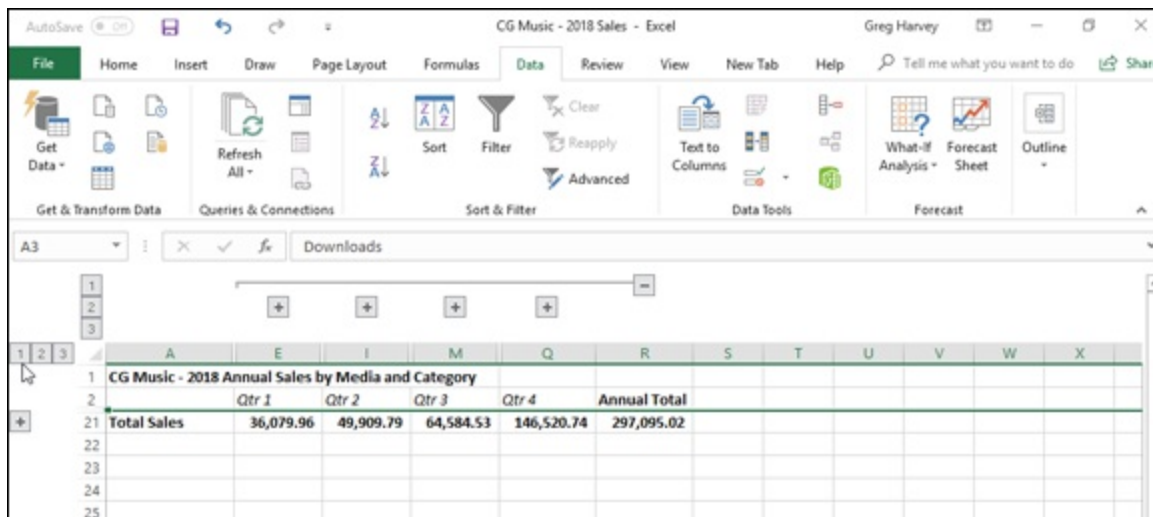 AutoSave Off CG Music - 2018 Sales - Excel Greg Harvey
File Home Insert Draw Page Layout Formulas Data Review View New Tab Help Tell me what you want to do Shar
Get Data
Refresh All
Sort
Filter
Clear
Reapply
Advanced
Text to Columns
What-If Analysis
Forecast Sheet
Outline
Get & Transform Data Queries & Connections Sort & Filter Data Tools Forecast
A3 fx Downloads
1
2
3
1 2 3 A E I M Q R S T U V W X
1 CG Music - 2018 Annual Sales by Media and Category
2 Qtr 1 Qtr 2 Qtr 3 Qtr 4 Annual Total
21 Total Sales 36,079.96 49,909.79 64,584.53 146,520.74 297,095.02
22
23
24
25